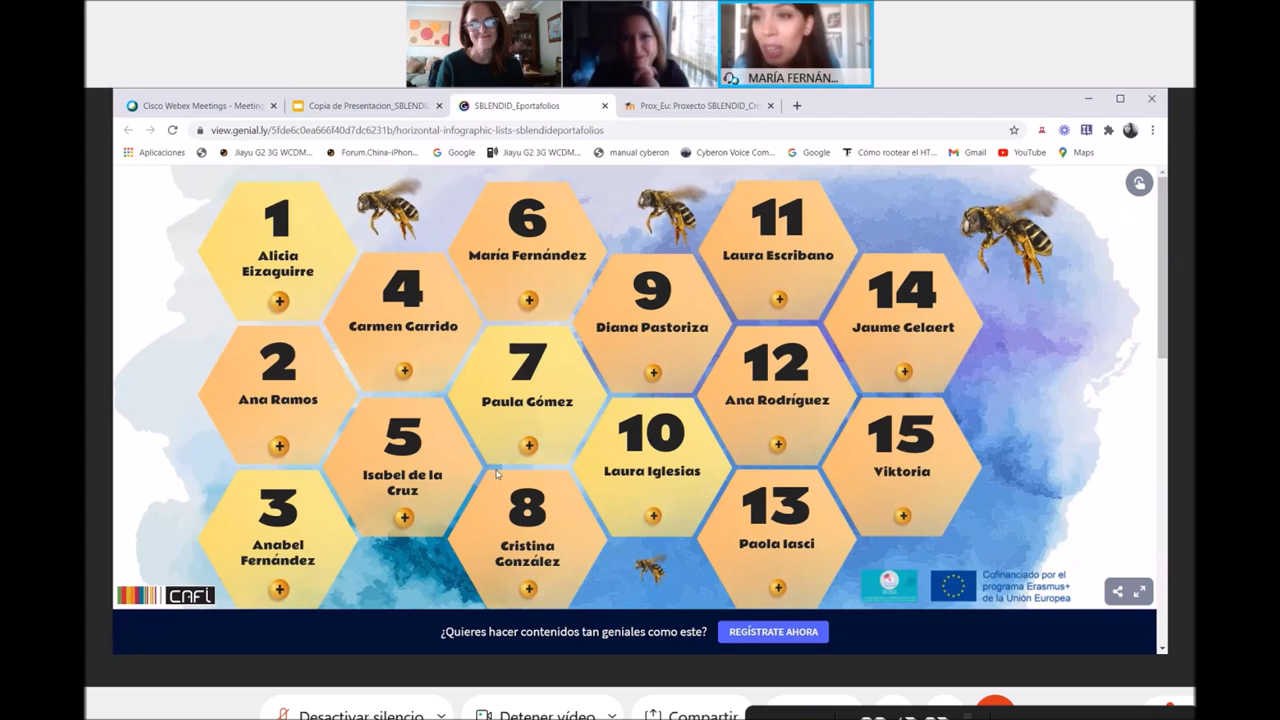 MARÍA FERNÁN...
Cisco Webex Meetings - Meeting
Copia de Presentacion_SBLENDI
SBLENDID_Eportafolios
Prox_Eu: Proxecto SBLENDID_Cro
view.genial.ly/5fde6c0ea666f40d7dc6231b/horizontal-infographic-lists-sblendideportafolios
Aplicaciones
Jiayu G2 3G WCDM...
Forum.China-iPhon...
Google
Jiayu G2 3G WCDM...
manual cyberon
Cyberon Voice Com...
Google
Cómo rootear el HT...
Gmail
YouTube
Maps
1
Alicia
Eizaguirre
2
Ana Ramos
3
Anabel
Fernández
4
Carmen Garrido
5
Isabel de la
Cruz
6
María Fernández
7
Paula Gómez
8
Cristina
González
9
Diana Pastoriza
10
Laura Iglesias
11
Laura Escribano
12
Ana Rodríguez
13
Paola Iasci
14
Jaume Gelaert
15
Viktoria
CAFI
Cofinanciado por el
programa Erasmus+
de la Unión Europea
¿Quieres hacer contenidos tan geniales como este?
REGÍSTRATE AHORA
Desactivar silencio
Detener vídeo
Compartir